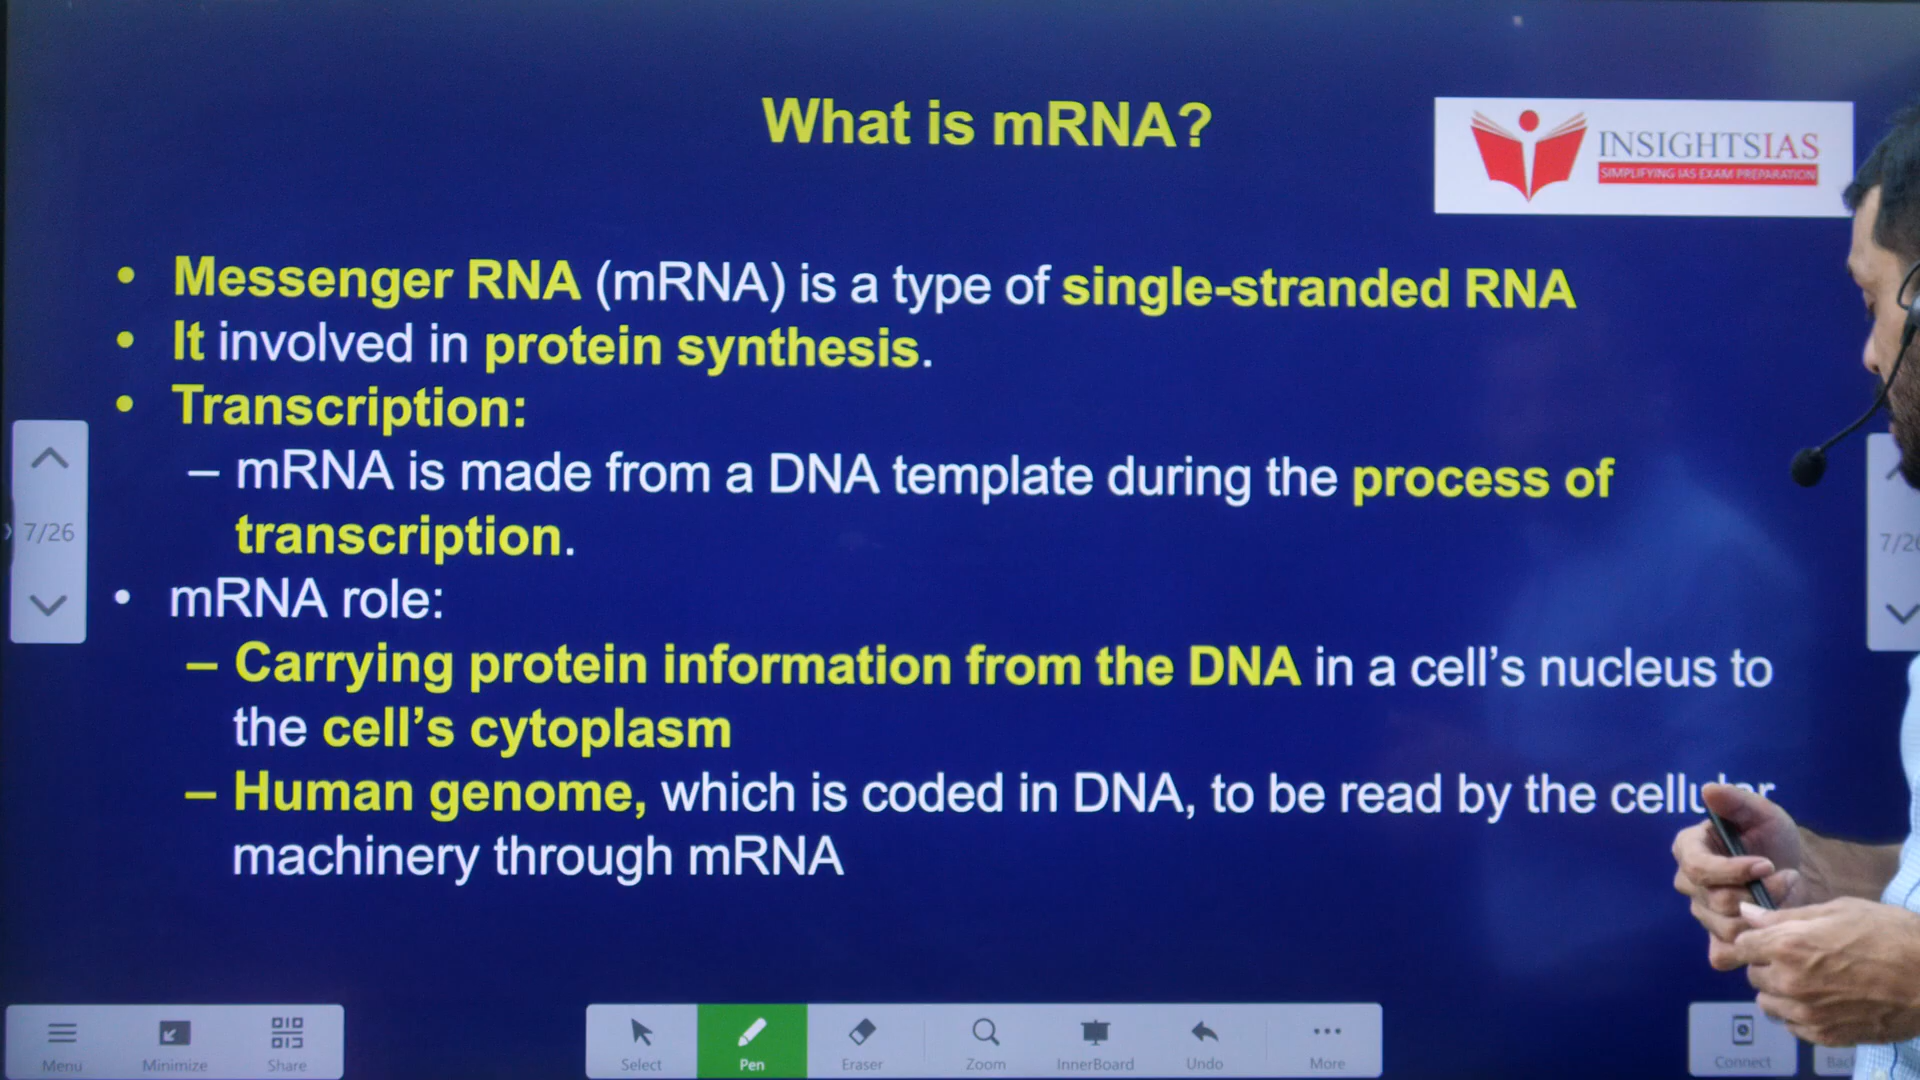 What is mRNA?
INSIGHTSIAS
SIMPLIFYING IAS EXAM PREPARATION
• Messenger RNA (mRNA) is a type of single-stranded RNA
• It involved in protein synthesis.
• Transcription:
– mRNA is made from a DNA template during the process of
transcription.
• mRNA role:
– Carrying protein information from the DNA in a cell’s nucleus to
the cell’s cytoplasm
– Human genome, which is coded in DNA, to be read by the
machinery through mRNA
7/26
Menu Minimize Share
Select Pen Eraser Zoom InnerBoard Undo More
Connect